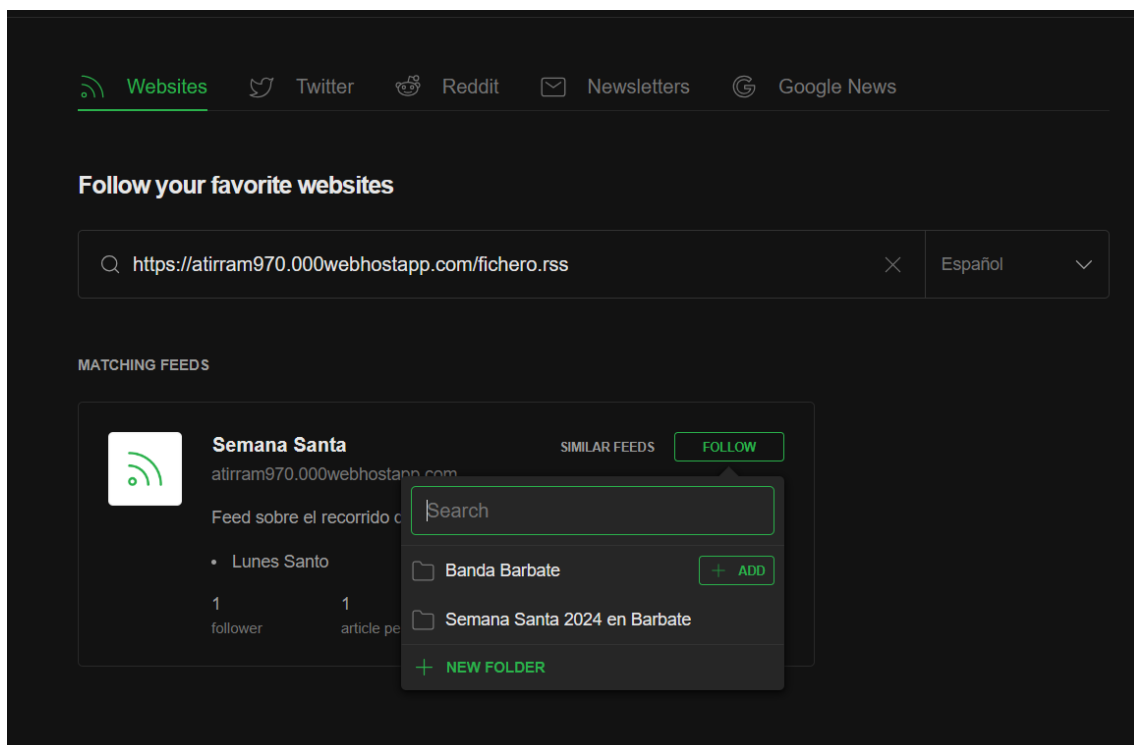 Websites Twitter Reddit Newsletters Google News
Follow your favorite websites
https://atirram970.000webhostapp.com/fichero.rss Español
MATCHING FEEDS
Semana Santa SIMILAR FEEDS FOLLOW
atirram970.000webhostapp.com
Search
Feed sobre el recorrido
Lunes Santo
Banda Barbate + ADD
1 1
Semana Santa 2024 en Barbate
follower article
+ NEW FOLDER